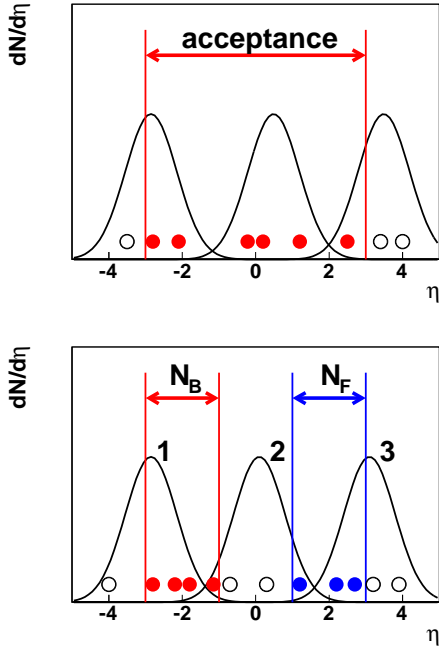 dN/dη
acceptance
-4 -2 0 2 4
η
dN/dη
N_B N_F
1 2 3
-4 -2 0 2 4
η